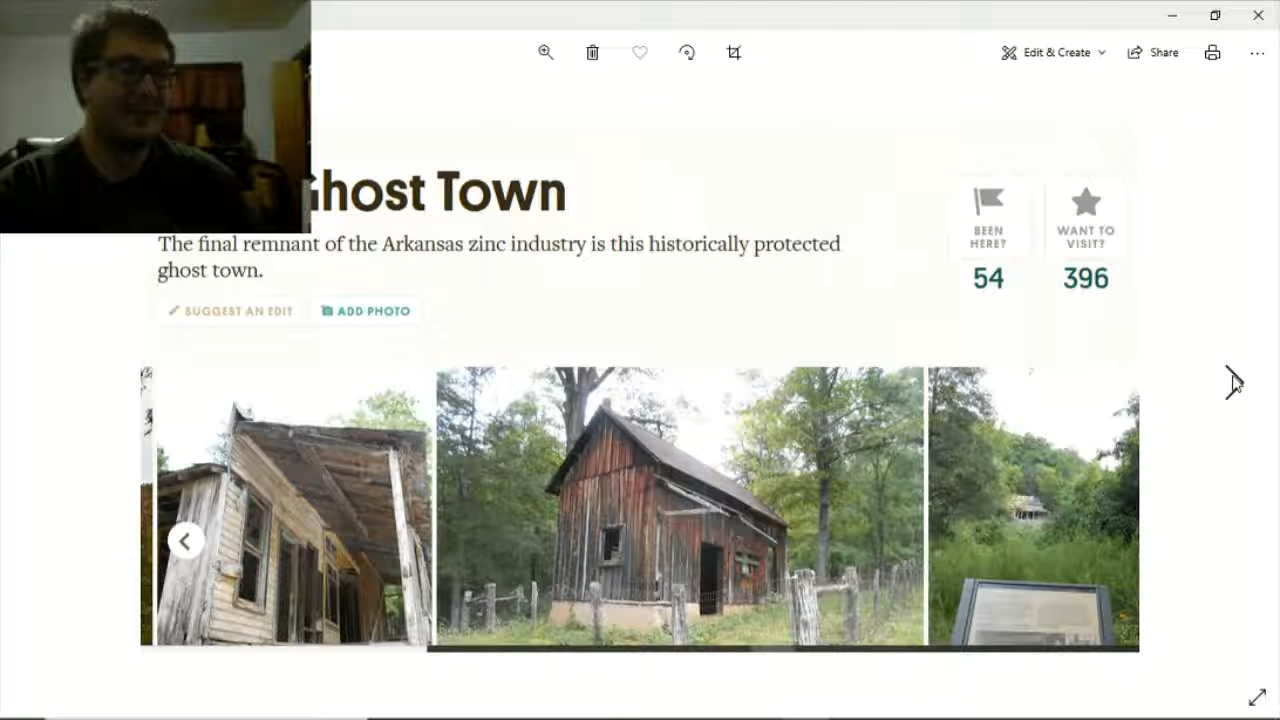 Edit & Create
Share
Ghost Town
The final remnant of the Arkansas zinc industry is this historically protected
ghost town.
SUGGEST AN EDIT
ADD PHOTO
BEEN
HERE?
54
WANT TO
VISIT?
396